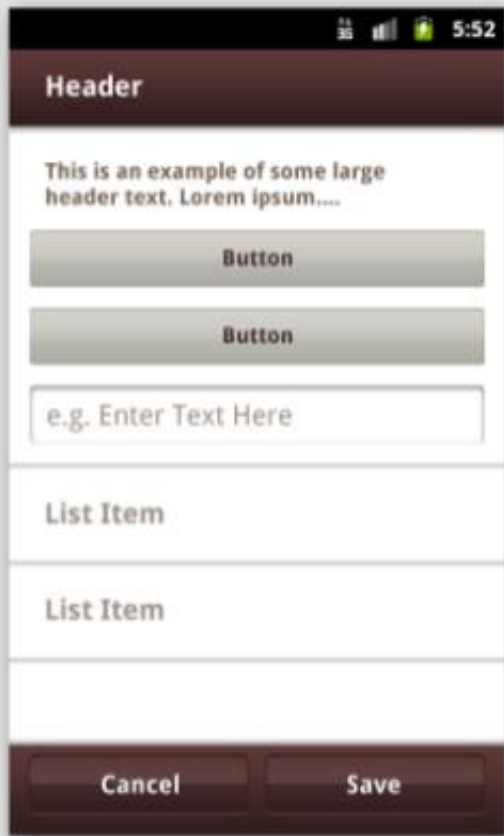 3G
5:52
Header
This is an example of some large
header text. Lorem ipsum....
Button
Button
e.g. Enter Text Here
List Item
List Item
Cancel
Save